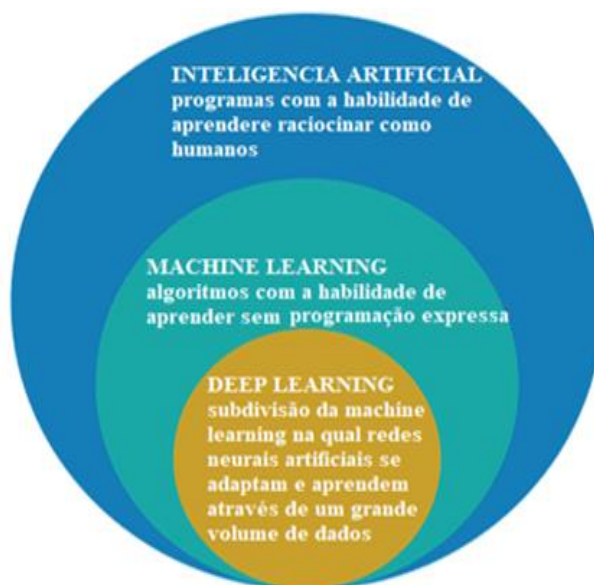 INTELIGENCIA ARTIFICIAL
programas com a habilidade de
aprendere raciocinar como
humanos
MACHINE LEARNING
algoritmos com a habilidade de
aprender sem programação expressa
DEEP LEARNING
subdivisão da machine
learning na qual redes
neurais artificiais se
adaptam e aprendem
através de um grande
volume de dados